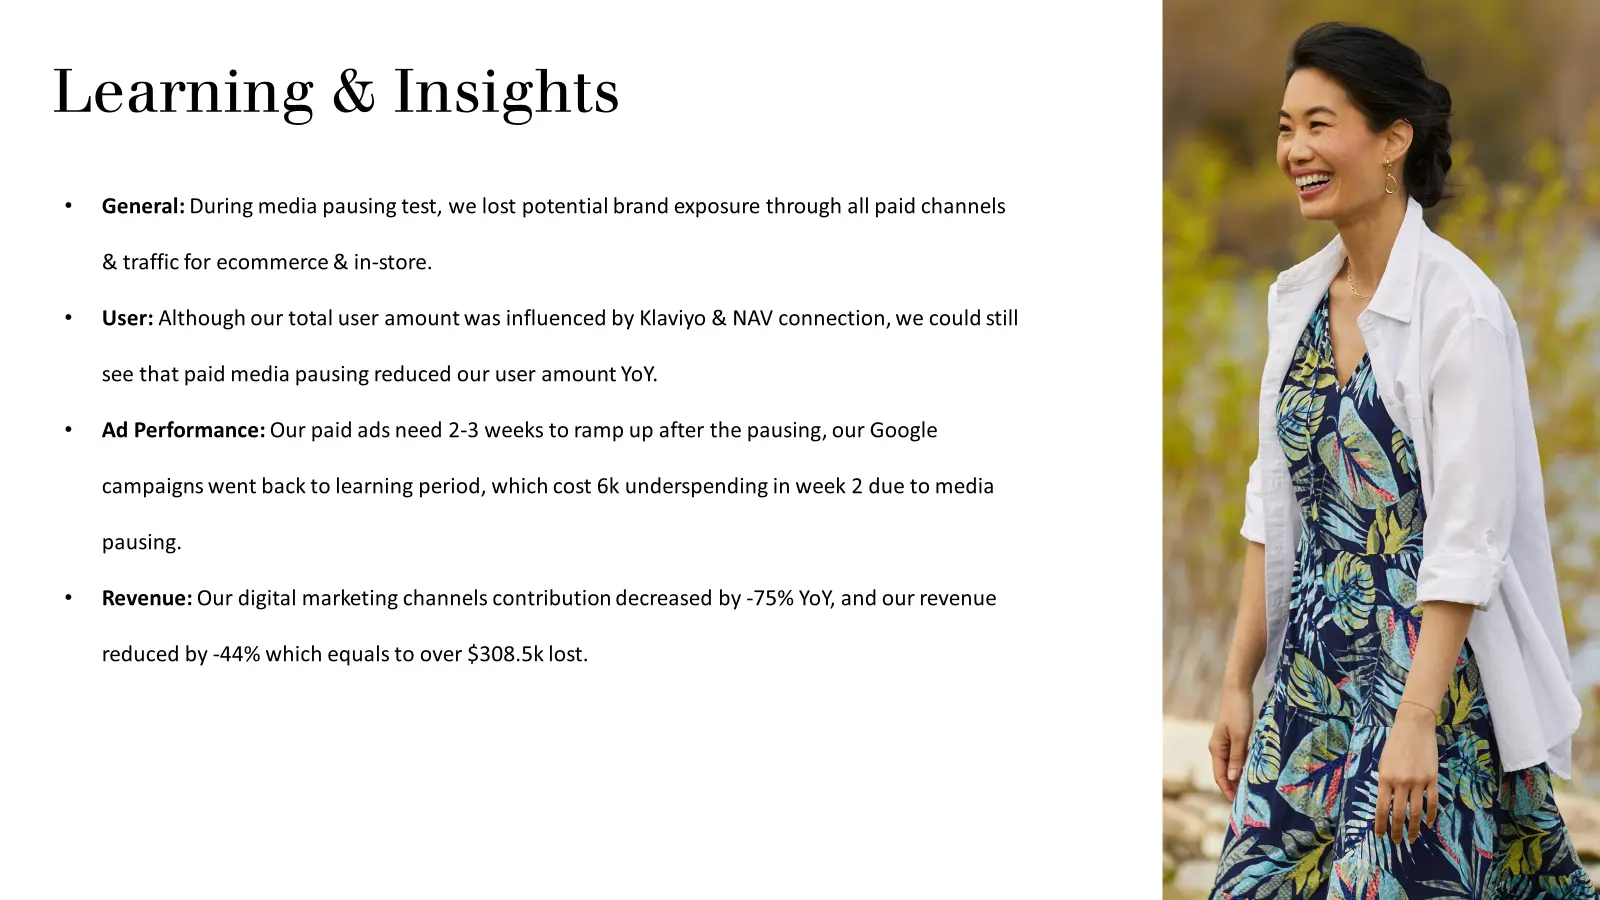 Learning & Insights
• General: During media pausing test, we lost potential brand exposure through all paid channels
& traffic for ecommerce & in-store.
• User: Although our total user amount was influenced by Klaviyo & NAV connection, we could still
see that paid media pausing reduced our user amount YoY.
• Ad Performance: Our paid ads need 2-3 weeks to ramp up after the pausing, our Google
campaigns went back to learning period, which cost 6k underspending in week 2 due to media
pausing.
• Revenue: Our digital marketing channels contribution decreased by -75% YoY, and our revenue
reduced by -44% which equals to over $308.5k lost.